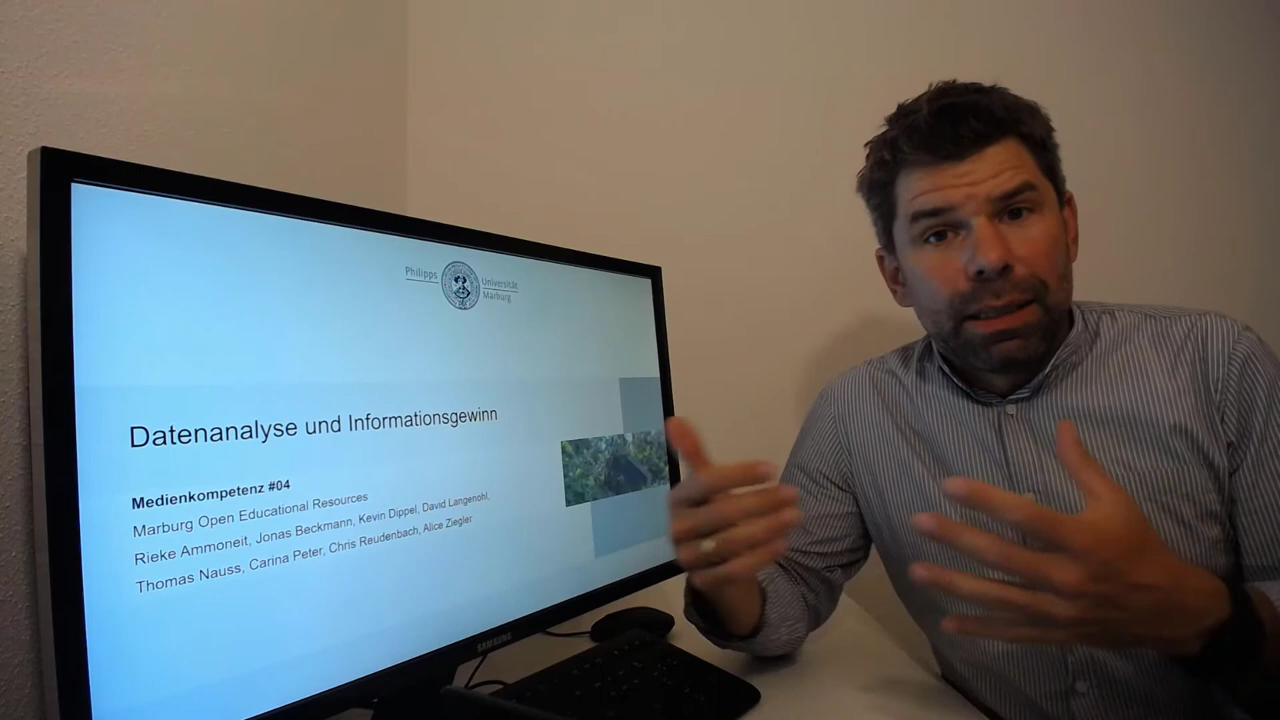 Philipps
Universität
Marburg
Datenanalyse und Informationsgewinn
Medienkompetenz #04
Marburg Open Educational Resources
Rieke Ammoneit, Jonas Beckmann, Kevin Dippel, David Langenohl,
Thomas Nauss, Carina Peter, Chris Reudenbach, Alice Ziegler
SAMSUNG